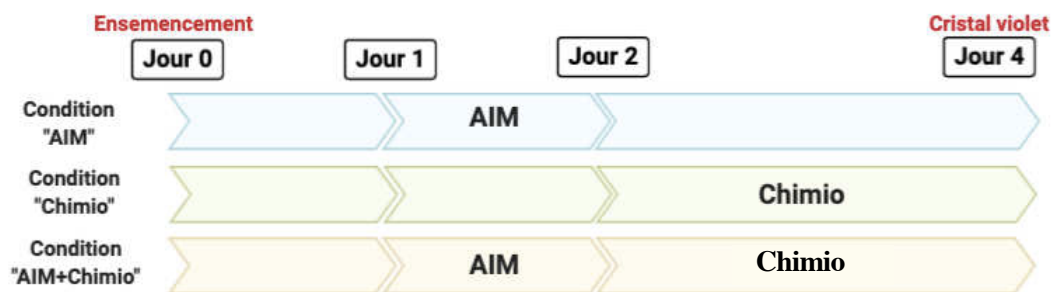 Ensemencement
Cristal violet
Jour 0
Jour 1
Jour 2
Jour 4
Condition
"AIM"
AIM
Condition
"Chimio"
Chimio
Condition
"AIM+Chimio"
AIM
Chimio